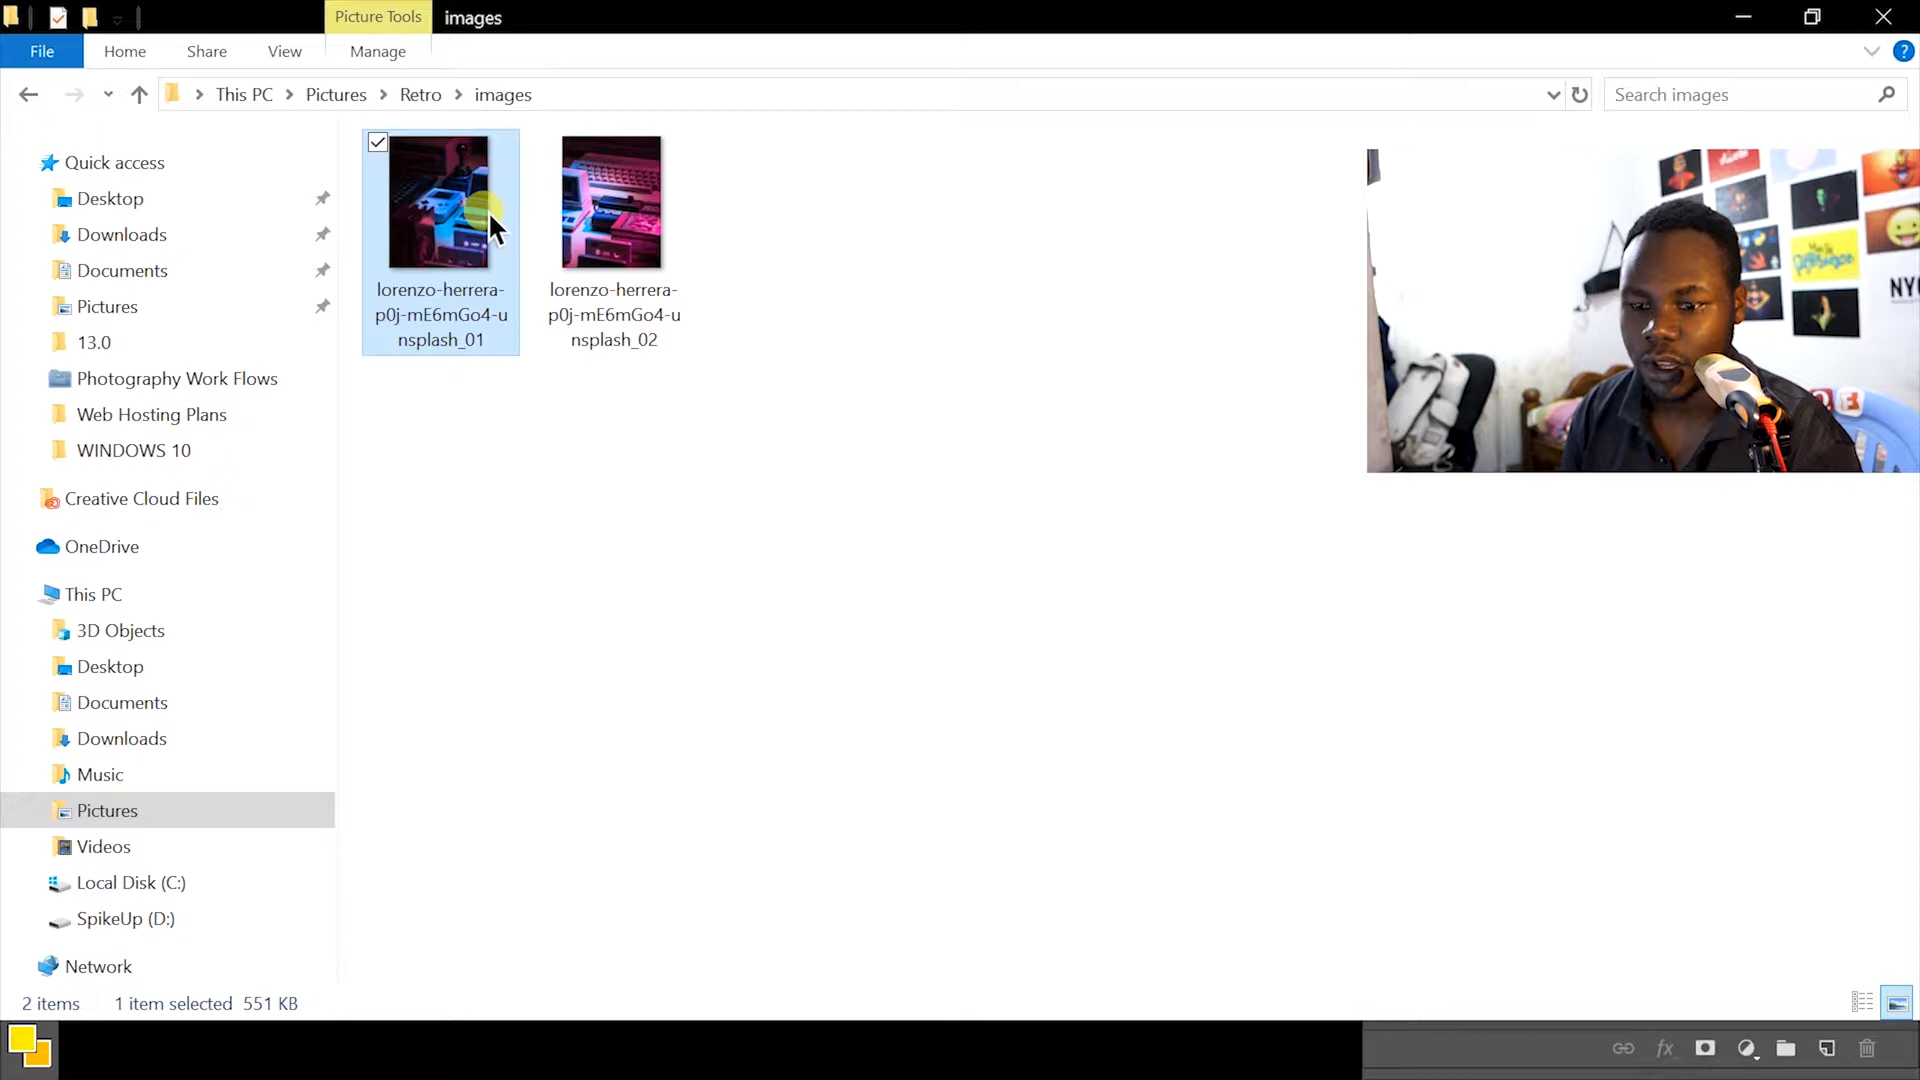 Picture Tools
images
File
Home
Share
View
Manage
This PC
Pictures
Retro
images
Search images
Quick access
Desktop
Downloads
Documents
Pictures
13.0
Photography Work Flows
Web Hosting Plans
WINDOWS 10
Creative Cloud Files
OneDrive
This PC
3D Objects
Desktop
Documents
Downloads
Music
Pictures
Videos
Local Disk (C:)
SpikeUp (D:)
Network
lorenzo-herrera-
p0j-mE6mGo4-u
nsplash_01
lorenzo-herrera-
p0j-mE6mGo4-u
nsplash_02
NY
2 items
1 item selected 551 KB
fx